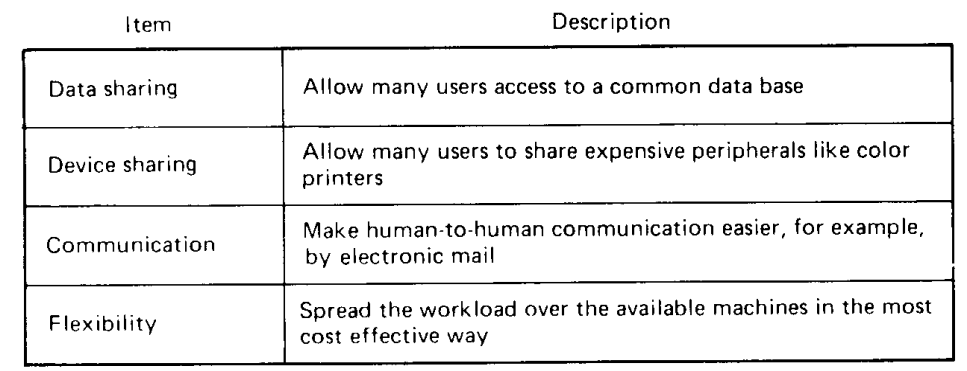 Item Description
Data sharing Allow many users access to a common data base
Device sharing Allow many users to share expensive peripherals like color
printers
Communication Make human-to-human communication easier, for example,
by electronic mail
Flexibility Spread the workload over the available machines in the most
cost effective way